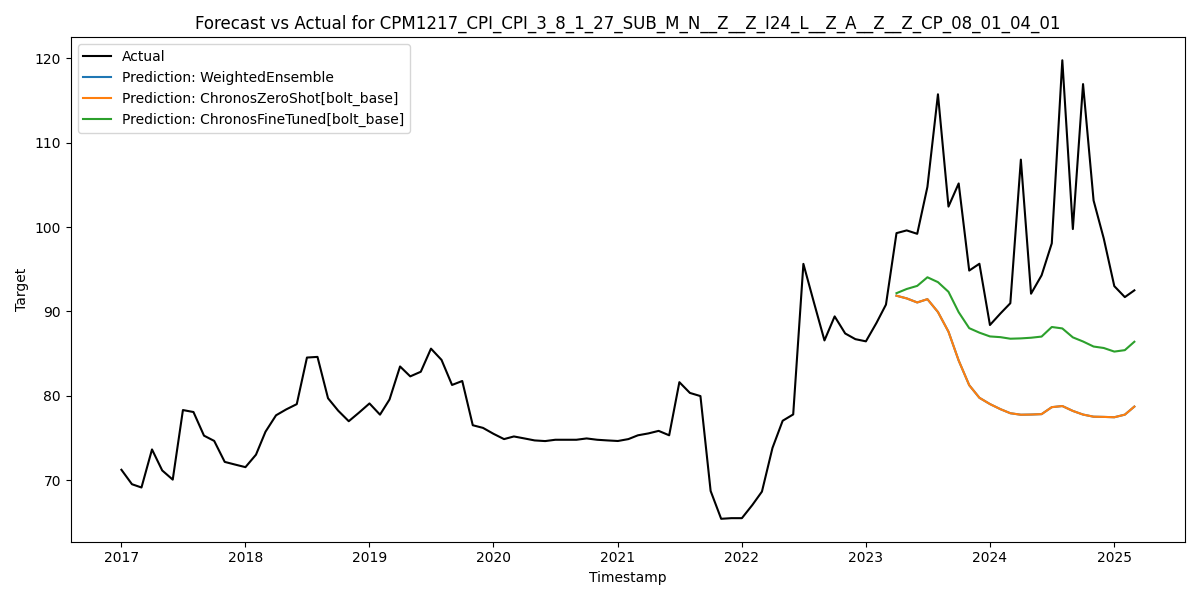 Forecast vs Actual for CPM1217_CPI_CPI_3_8_1_27_SUB_M_N__Z__Z_I24_L__Z_A__Z__Z_CP_08_01_04_01
Actual
Prediction: WeightedEnsemble
Prediction: ChronosZeroShot[bolt_base]
Prediction: ChronosFineTuned[bolt_base]
Target
120
110
100
90
80
70
2017 2018 2019 2020 2021 2022 2023 2024 2025
Timestamp